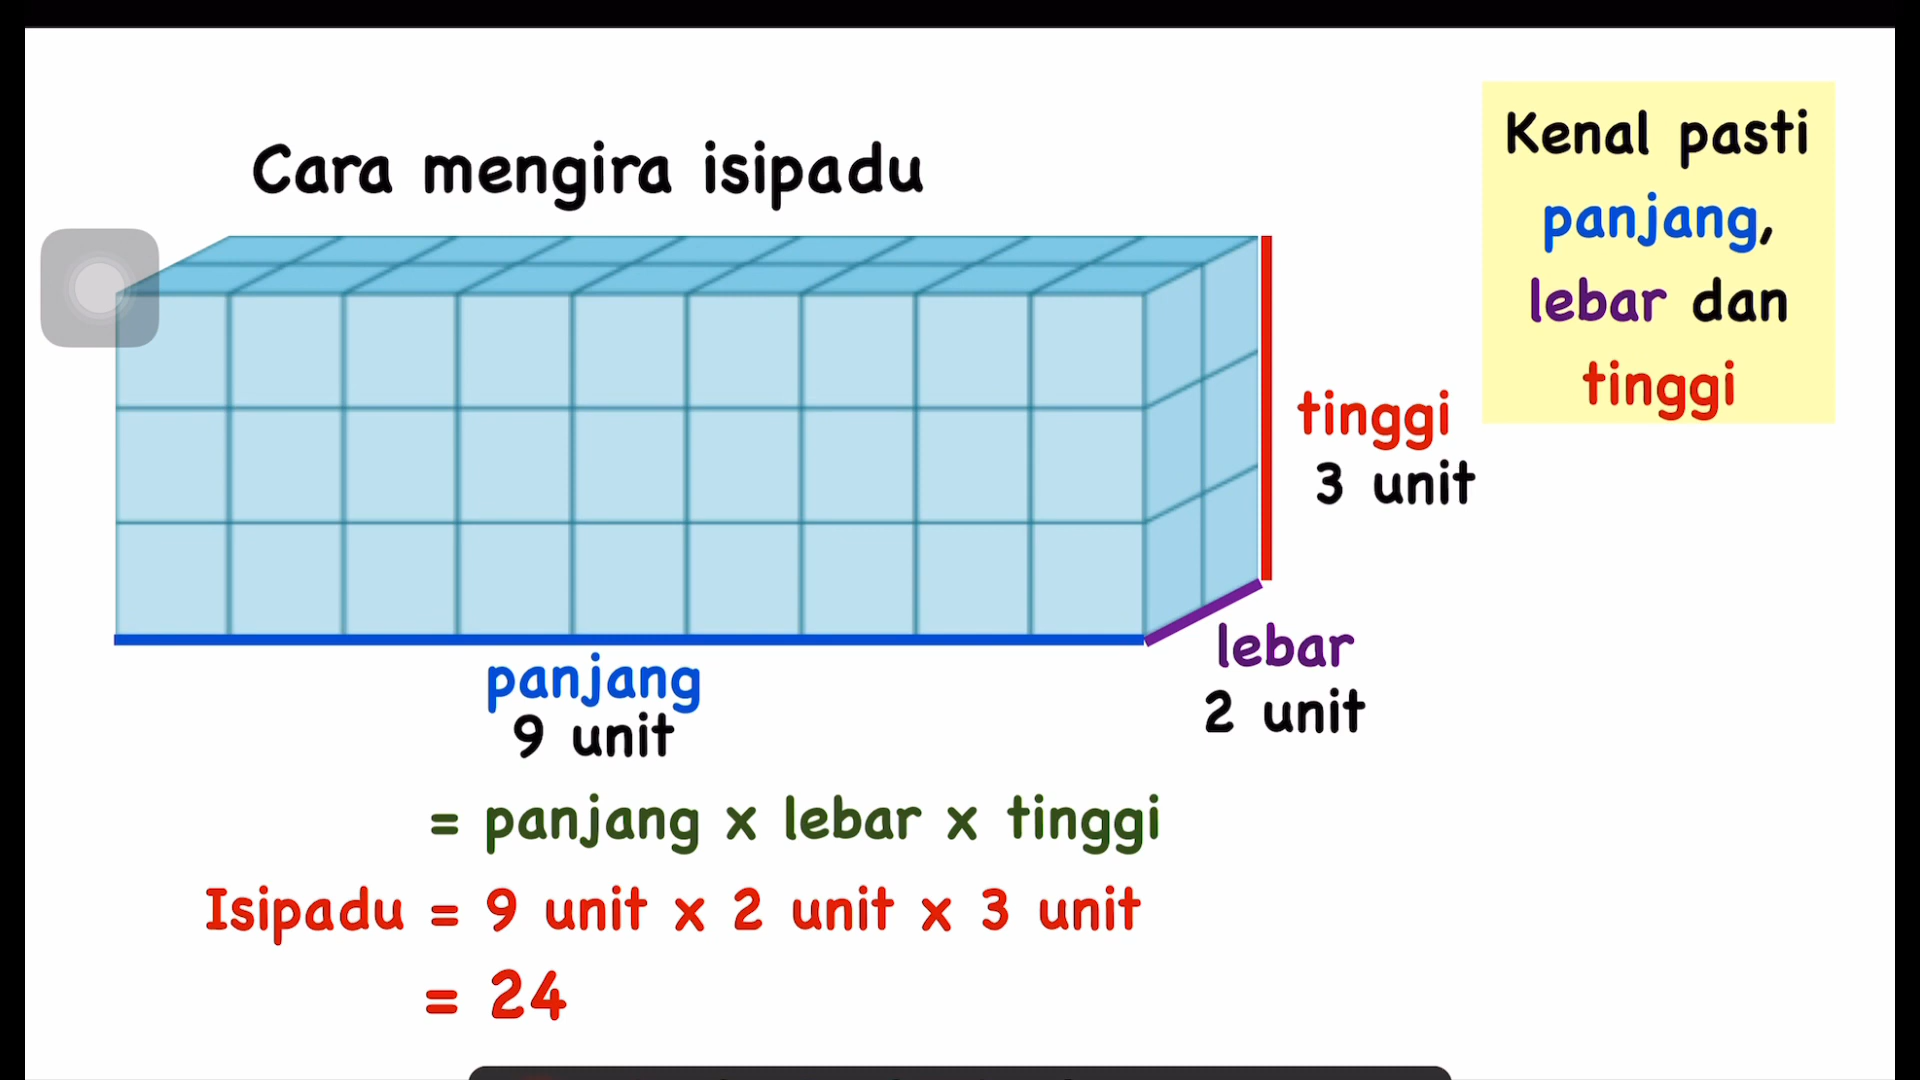 Cara mengira isipadu
Kenal pasti
panjang,
lebar dan
tinggi
tinggi
3 unit
lebar
2 unit
panjang
9 unit
= panjang x lebar x tinggi
Isipadu = 9 unit x 2 unit x 3 unit
= 24